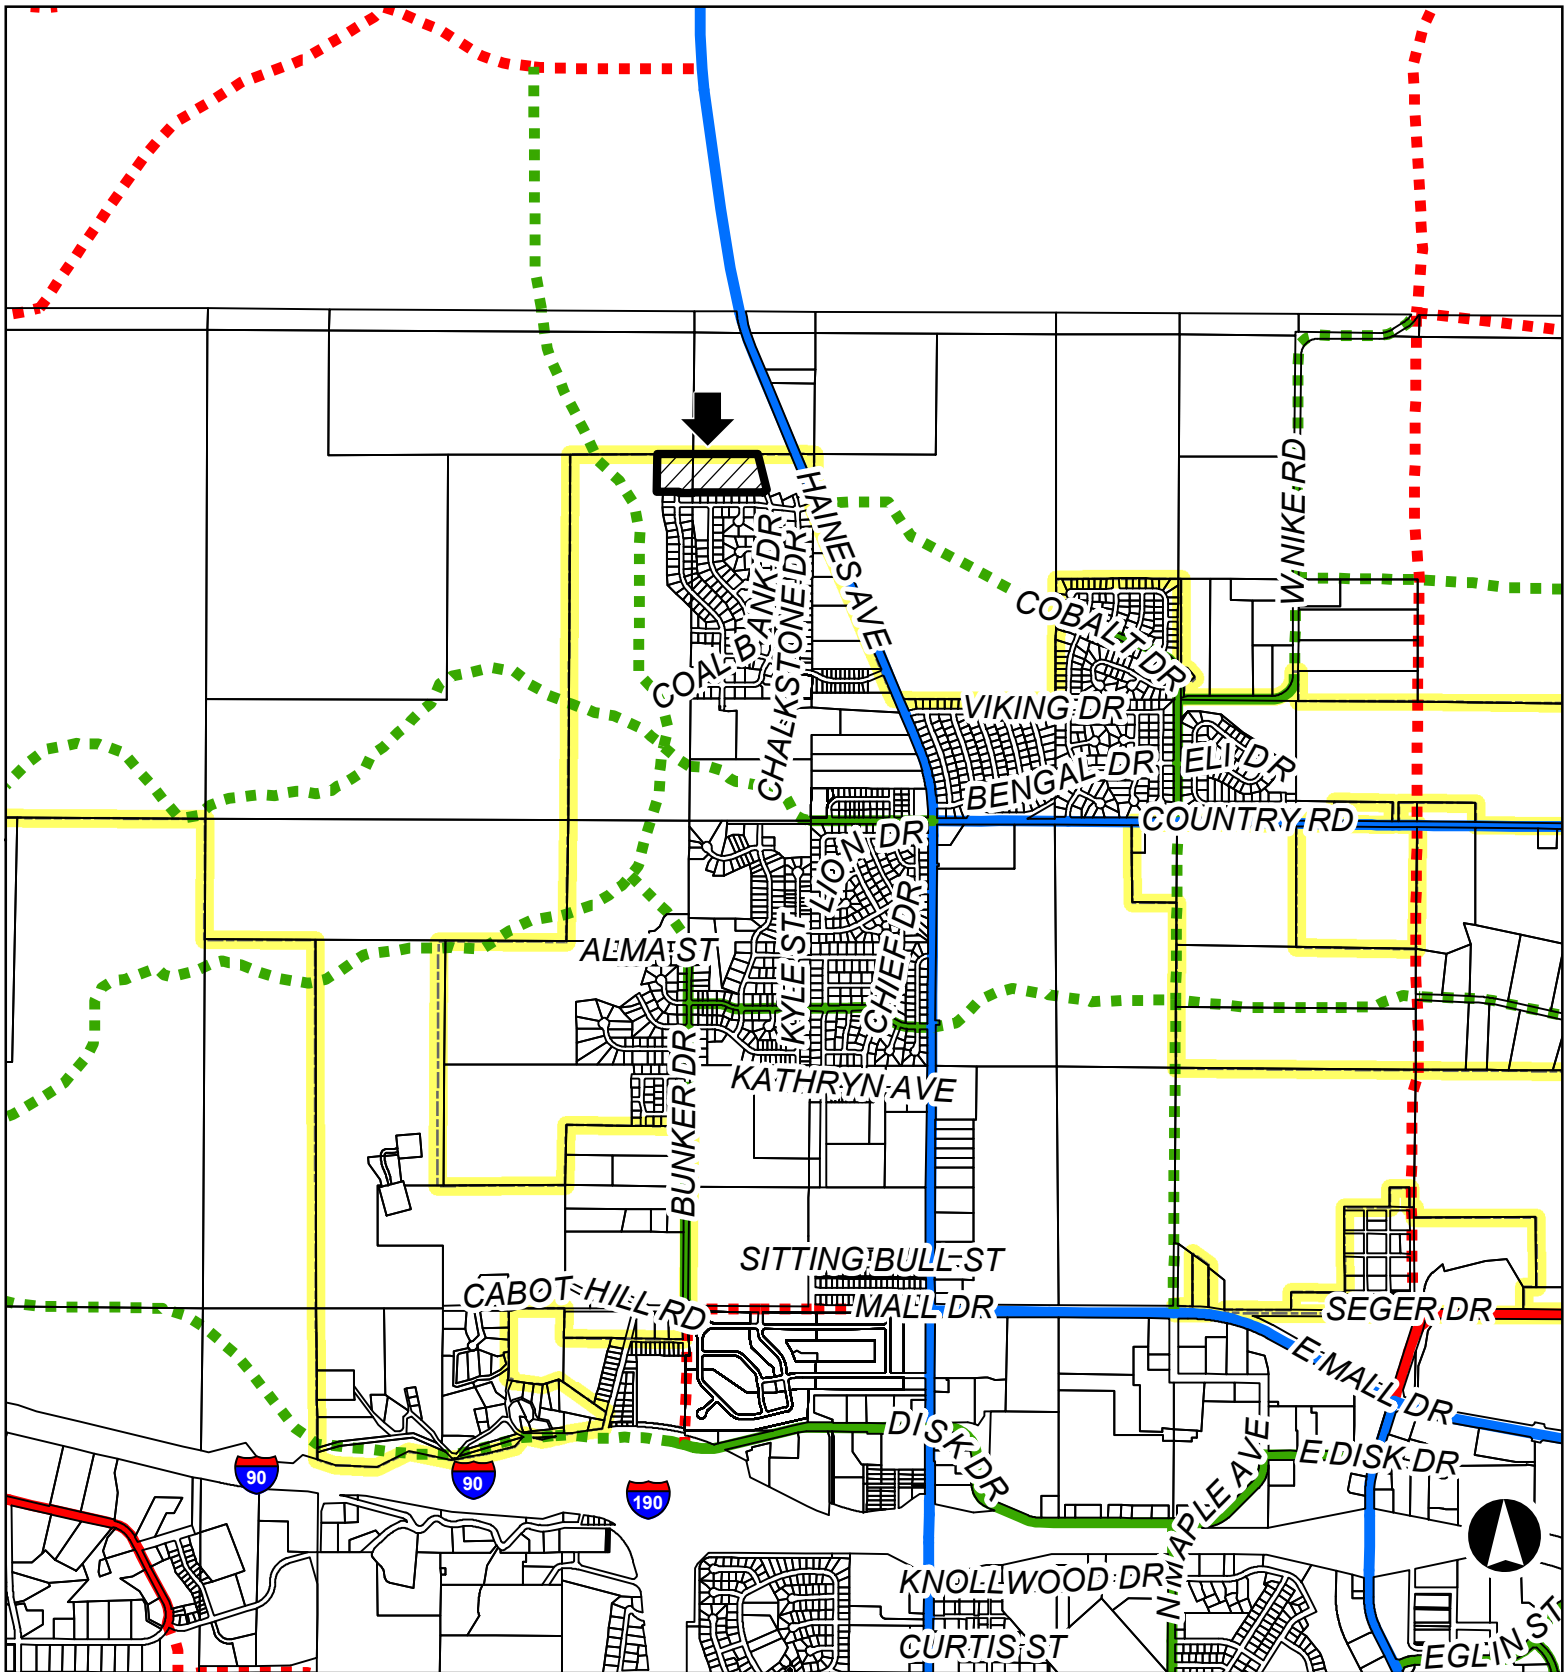 HAINES AVE
W NIKE RD
COAL BANK DR
CHALKSTONE DR
COBALT DR
VIKING DR
BENGAL DR
ELI DR
COUNTRY RD
LION DR
CHIEF DR
KYLE ST
ALMA ST
BUNKER DR
KATHRYN AVE
SITTING BULL ST
CABOT HILL RD
MALL DR
SEGER DR
E MALL DR
DISK DR
E DISK DR
N MAPLE AVE
90
90
190
KNOLLWOOD DR
CURTIS ST
EGLIN ST